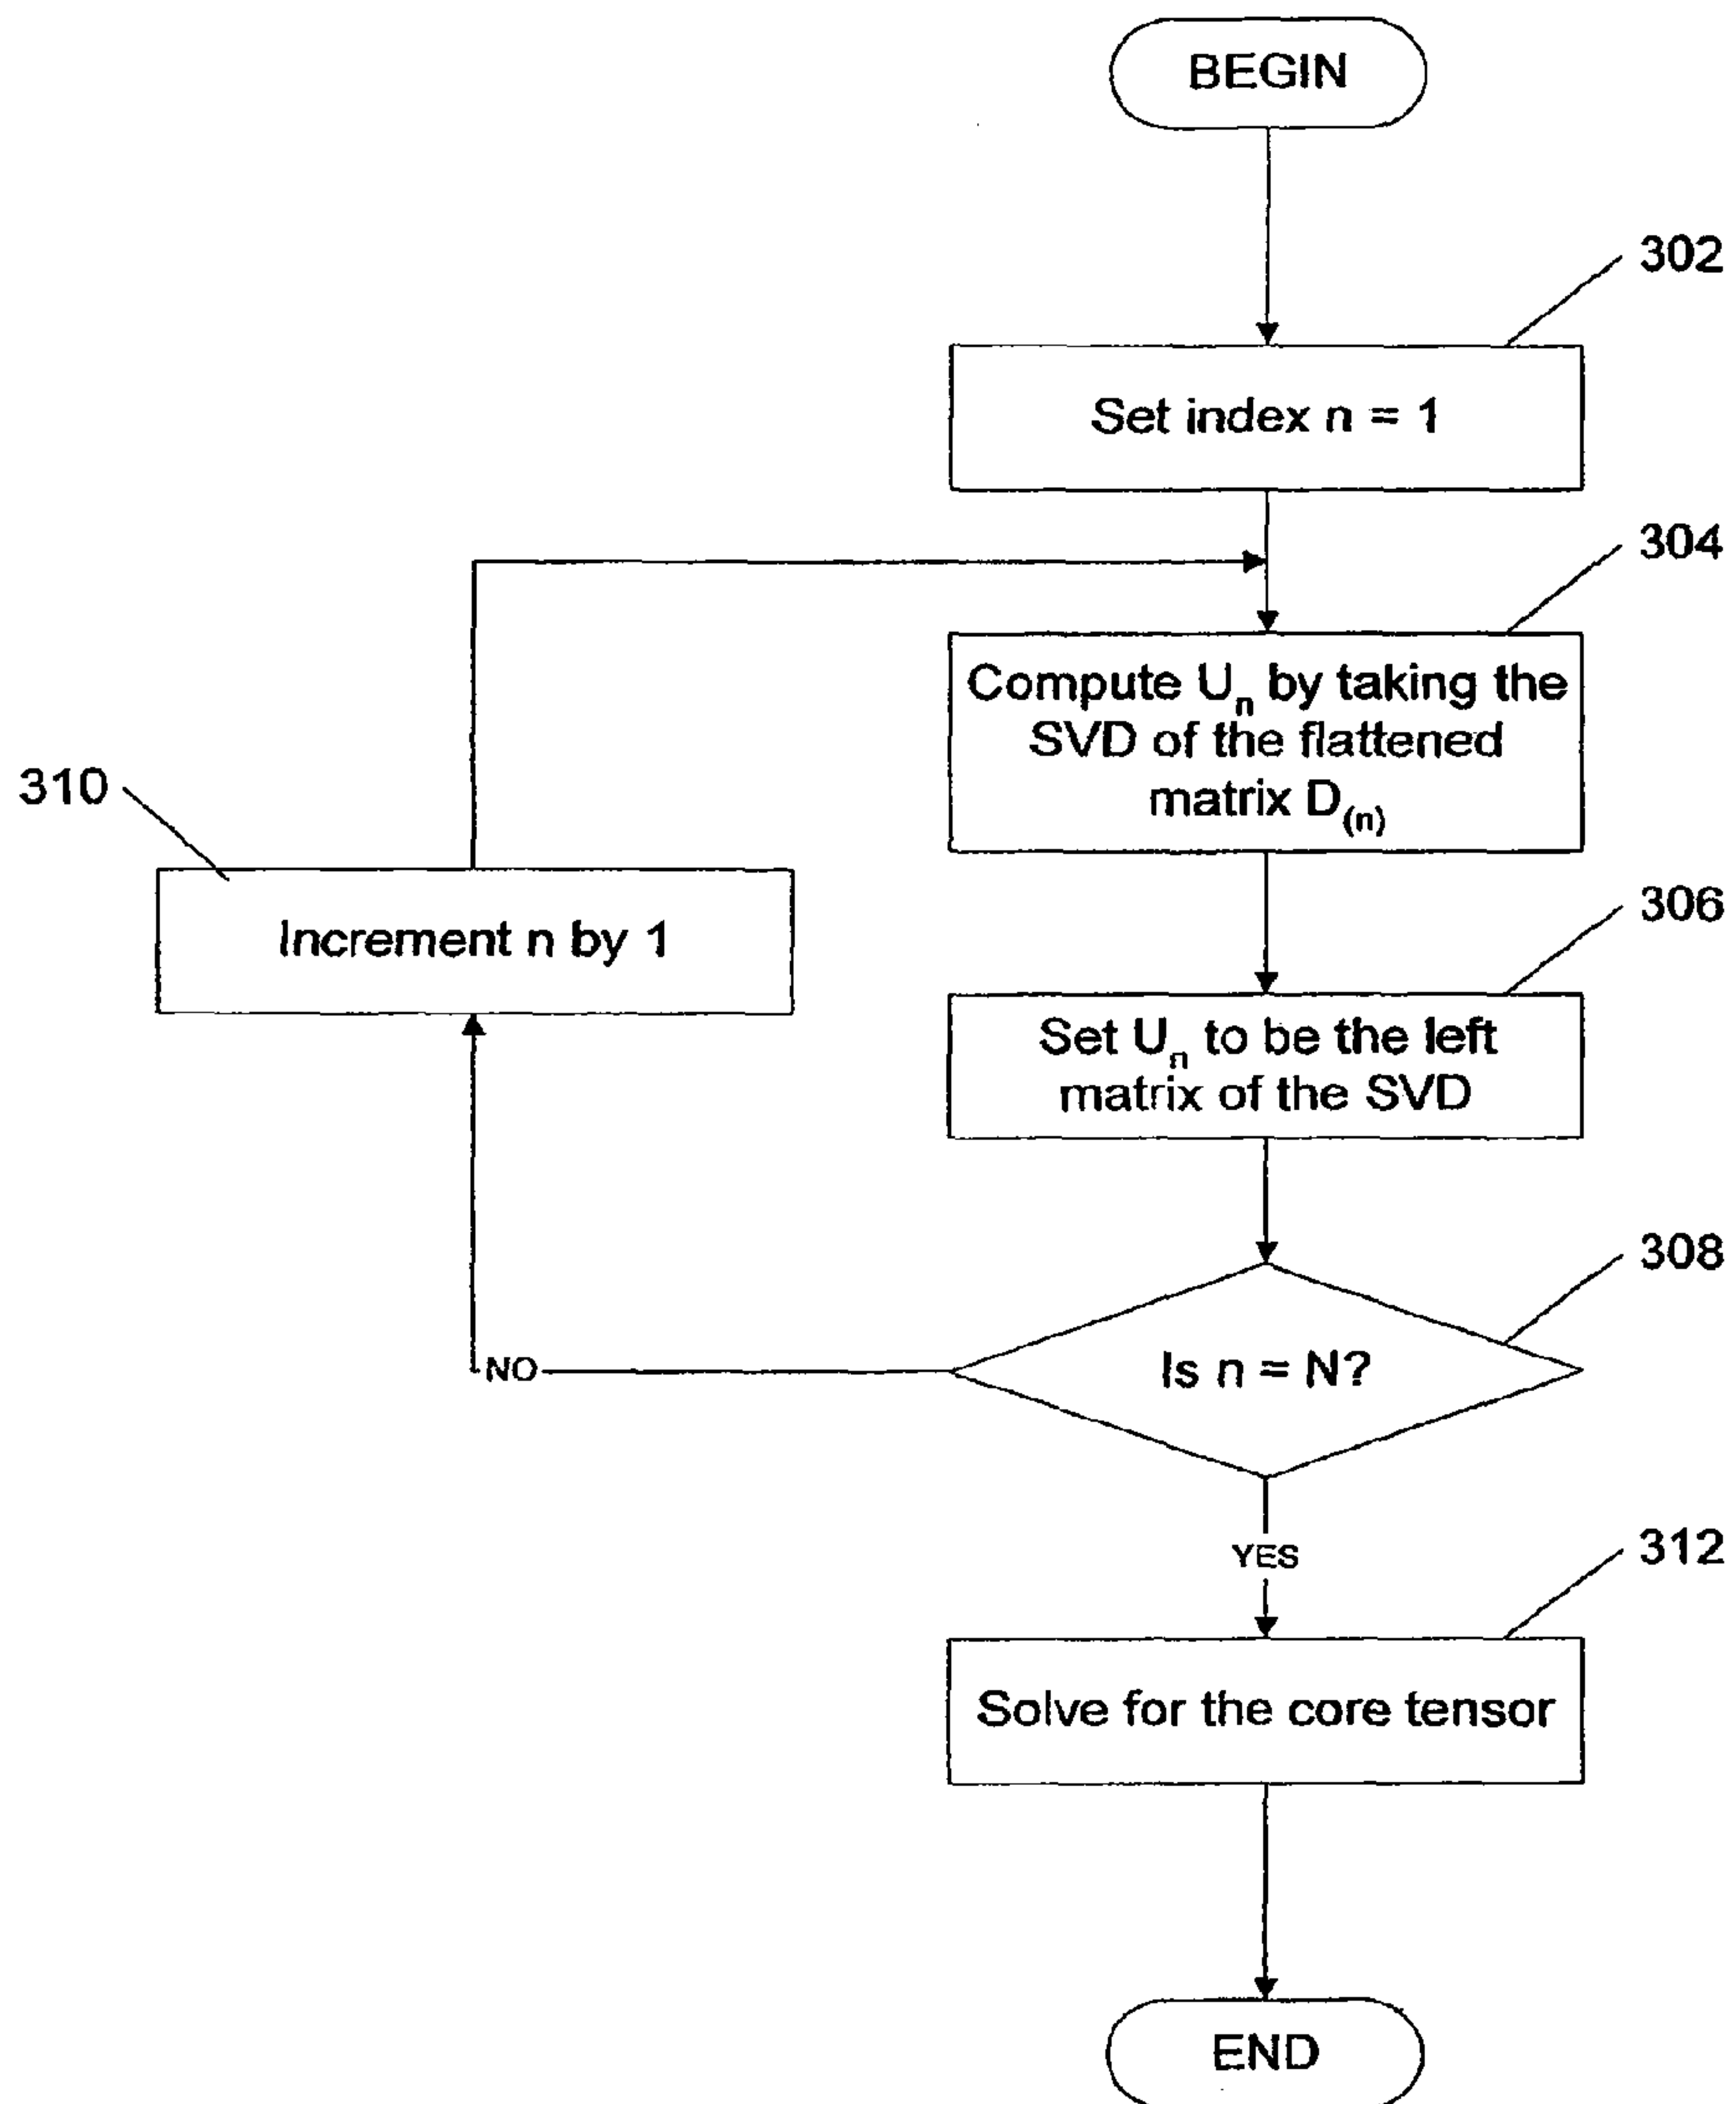 BEGIN
302
Set index n = 1
304
Compute Uₙ by taking the
SVD of the flattened
matrix D₍ₙ₎
310
Increment n by 1
306
Set Uₙ to be the left
matrix of the SVD
308
Is n = N?
NO
YES
312
Solve for the core tensor
END